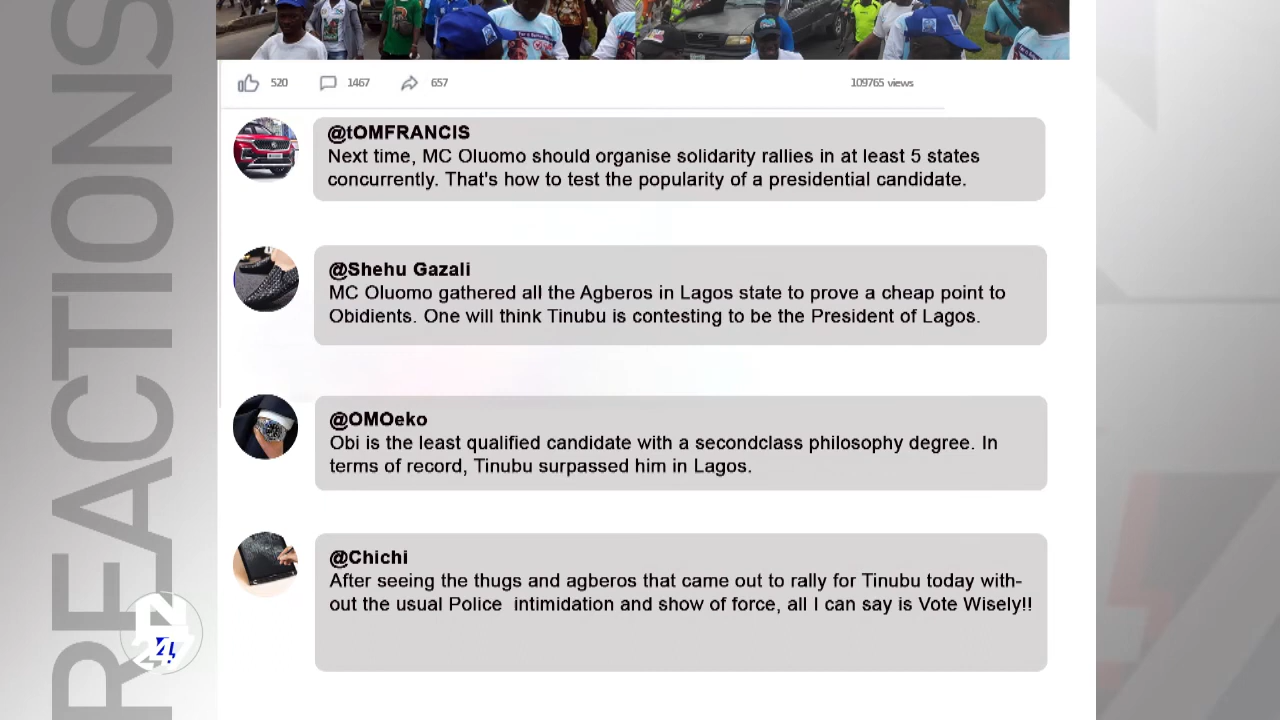 REACTIONS
520
1467
657
109765 views
@tOMFRANCIS
Next time, MC Oluomo should organise solidarity rallies in at least 5 states
concurrently. That's how to test the popularity of a presidential candidate.
@Shehu Gazali
MC Oluomo gathered all the Agberos in Lagos state to prove a cheap point to
Obidients. One will think Tinubu is contesting to be the President of Lagos.
@OMOeko
Obi is the least qualified candidate with a secondclass philosophy degree. In
terms of record, Tinubu surpassed him in Lagos.
@Chichi
After seeing the thugs and agberos that came out to rally for Tinubu today with-
out the usual Police  intimidation and show of force, all I can say is Vote Wisely!!
N
247